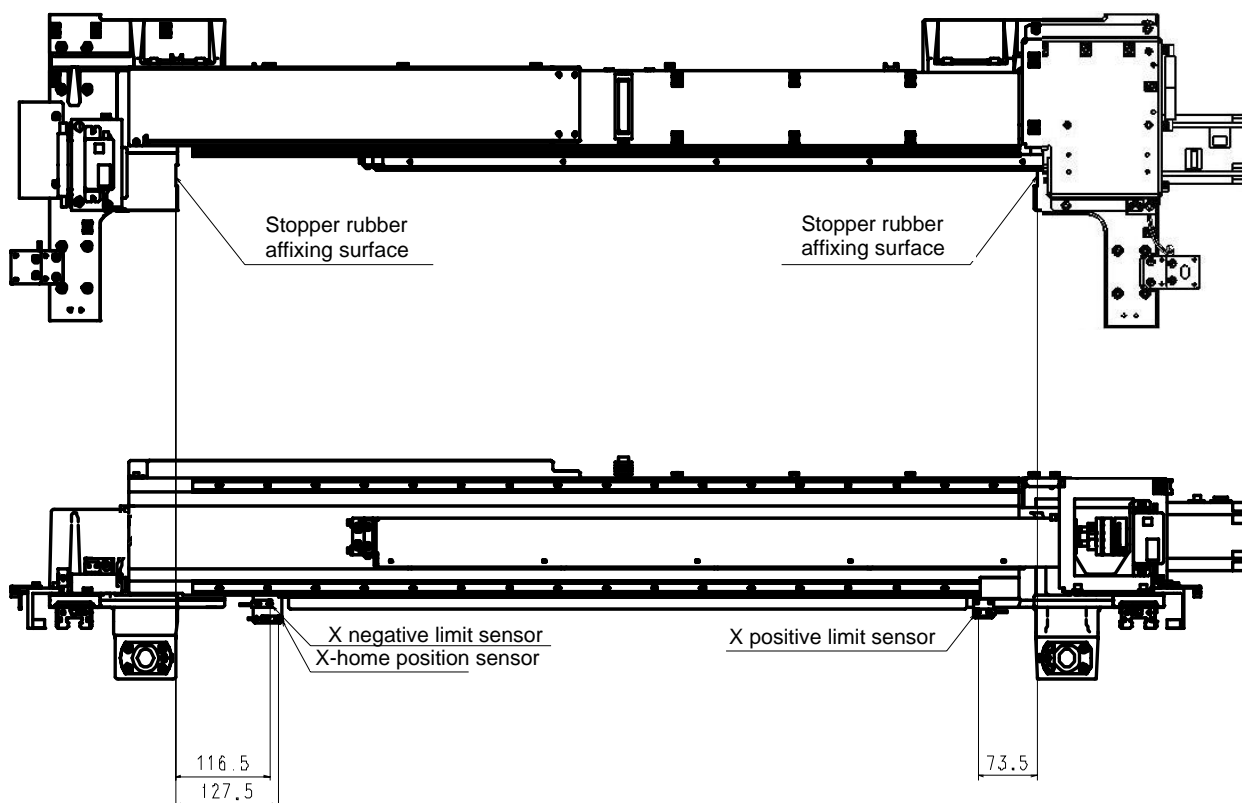 Stopper rubber
affixing surface
Stopper rubber
affixing surface
X negative limit sensor
X-home position sensor
X positive limit sensor
116.5
127.5
73.5